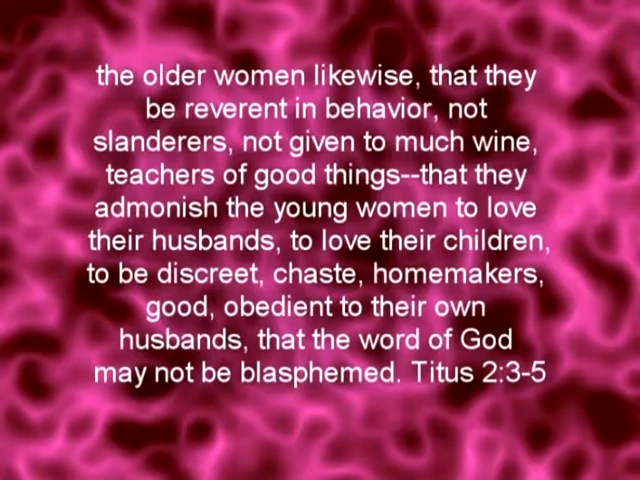 the older women likewise, that they
be reverent in behavior, not
slanderers, not given to much wine,
teachers of good things--that they
admonish the young women to love
their husbands, to love their children,
to be discreet, chaste, homemakers,
good, obedient to their own
husbands, that the word of God
may not be blasphemed. Titus 2:3-5